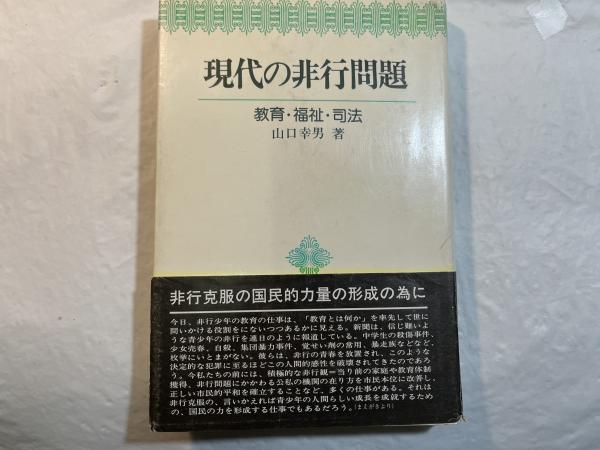 現代の非行問題
教育・福祉・司法
山口幸男 著
非行克服の国民的力量の形成の為に
今日、非行少年の教育の仕事は、「教育とは何か」を率先して世に
問いかける役割をになりつつあるかに見える。新聞は、信じ難いよ
うな青少年の非行を連日のように報道している。中学生の殺傷事件、
少女売春、自殺、集団暴力事件、覚せい剤の常用、暴走族などなど、
枚挙にいとまがない。彼らは、非行の青春を放置され、このような
決定的な犯罪に至るほどこの人間的感性を破壊されてきたのであろ
う。今私たちの前には、積極的な非行観＝当り前の家庭や教育体制
獲得、非行問題にかかわる公私の機関の在り方を市民本位に改善し、
正しい市民的平和を確立することなど、多くの仕事がある。それは
非行克服の、言いかえれば青少年の人間らしい成長を成就するため
の、国民の力を形成する仕事でもあるだろう。（まえがきより）